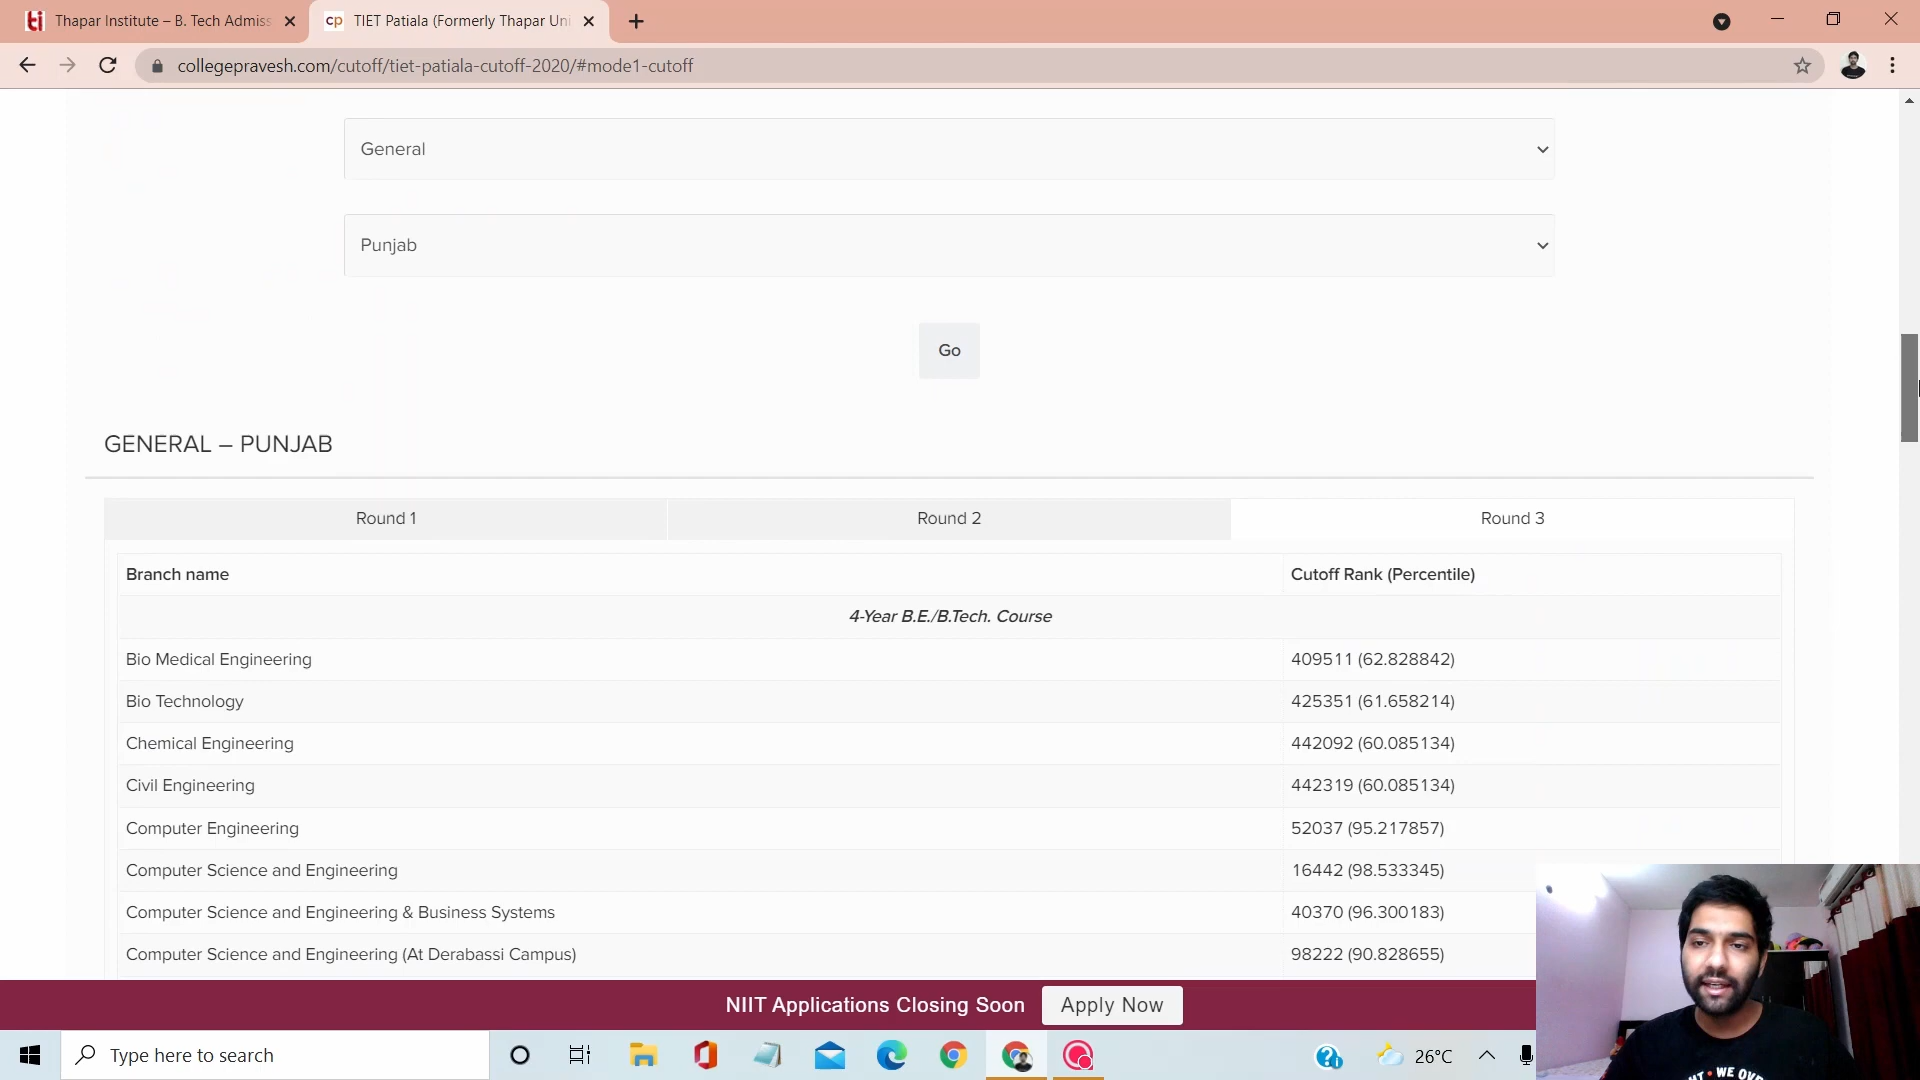 Thapar Institute – B. Tech Admiss
cp TIET Patiala (Formerly Thapar Uni
collegepravesh.com/cutoff/tiet-patiala-cutoff-2020/#mode1-cutoff
General
Punjab
Go
GENERAL – PUNJAB
Round 1 Round 2 Round 3
Branch name Cutoff Rank (Percentile)
4-Year B.E./B.Tech. Course
Bio Medical Engineering 409511 (62.828842)
Bio Technology 425351 (61.658214)
Chemical Engineering 442092 (60.085134)
Civil Engineering 442319 (60.085134)
Computer Engineering 52037 (95.217857)
Computer Science and Engineering 16442 (98.533345)
Computer Science and Engineering & Business Systems 40370 (96.300183)
Computer Science and Engineering (At Derabassi Campus) 98222 (90.828655)
NIIT Applications Closing Soon Apply Now
Type here to search
26°C
WE OVE